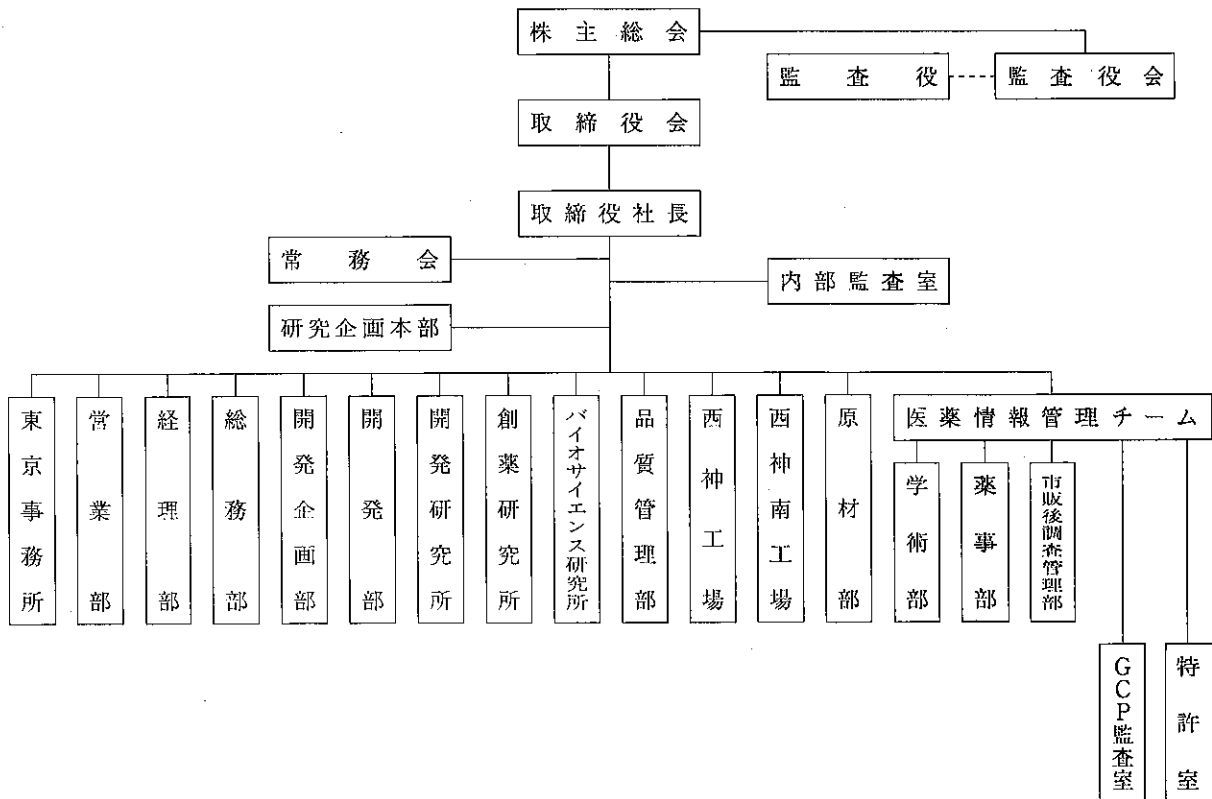 株主総会
監査役
監査役会
取締役会
取締役社長
常務会
内部監査室
研究企画本部
東京事務所
営業部
経理部
総務部
開発企画部
開発部
開発研究所
創薬研究所
バイオサイエンス研究所
品質管理部
西神工場
西神南工場
原材部
医薬情報管理チーム
学術部
薬事部
市販後調査管理部
GCP監査室
特許室